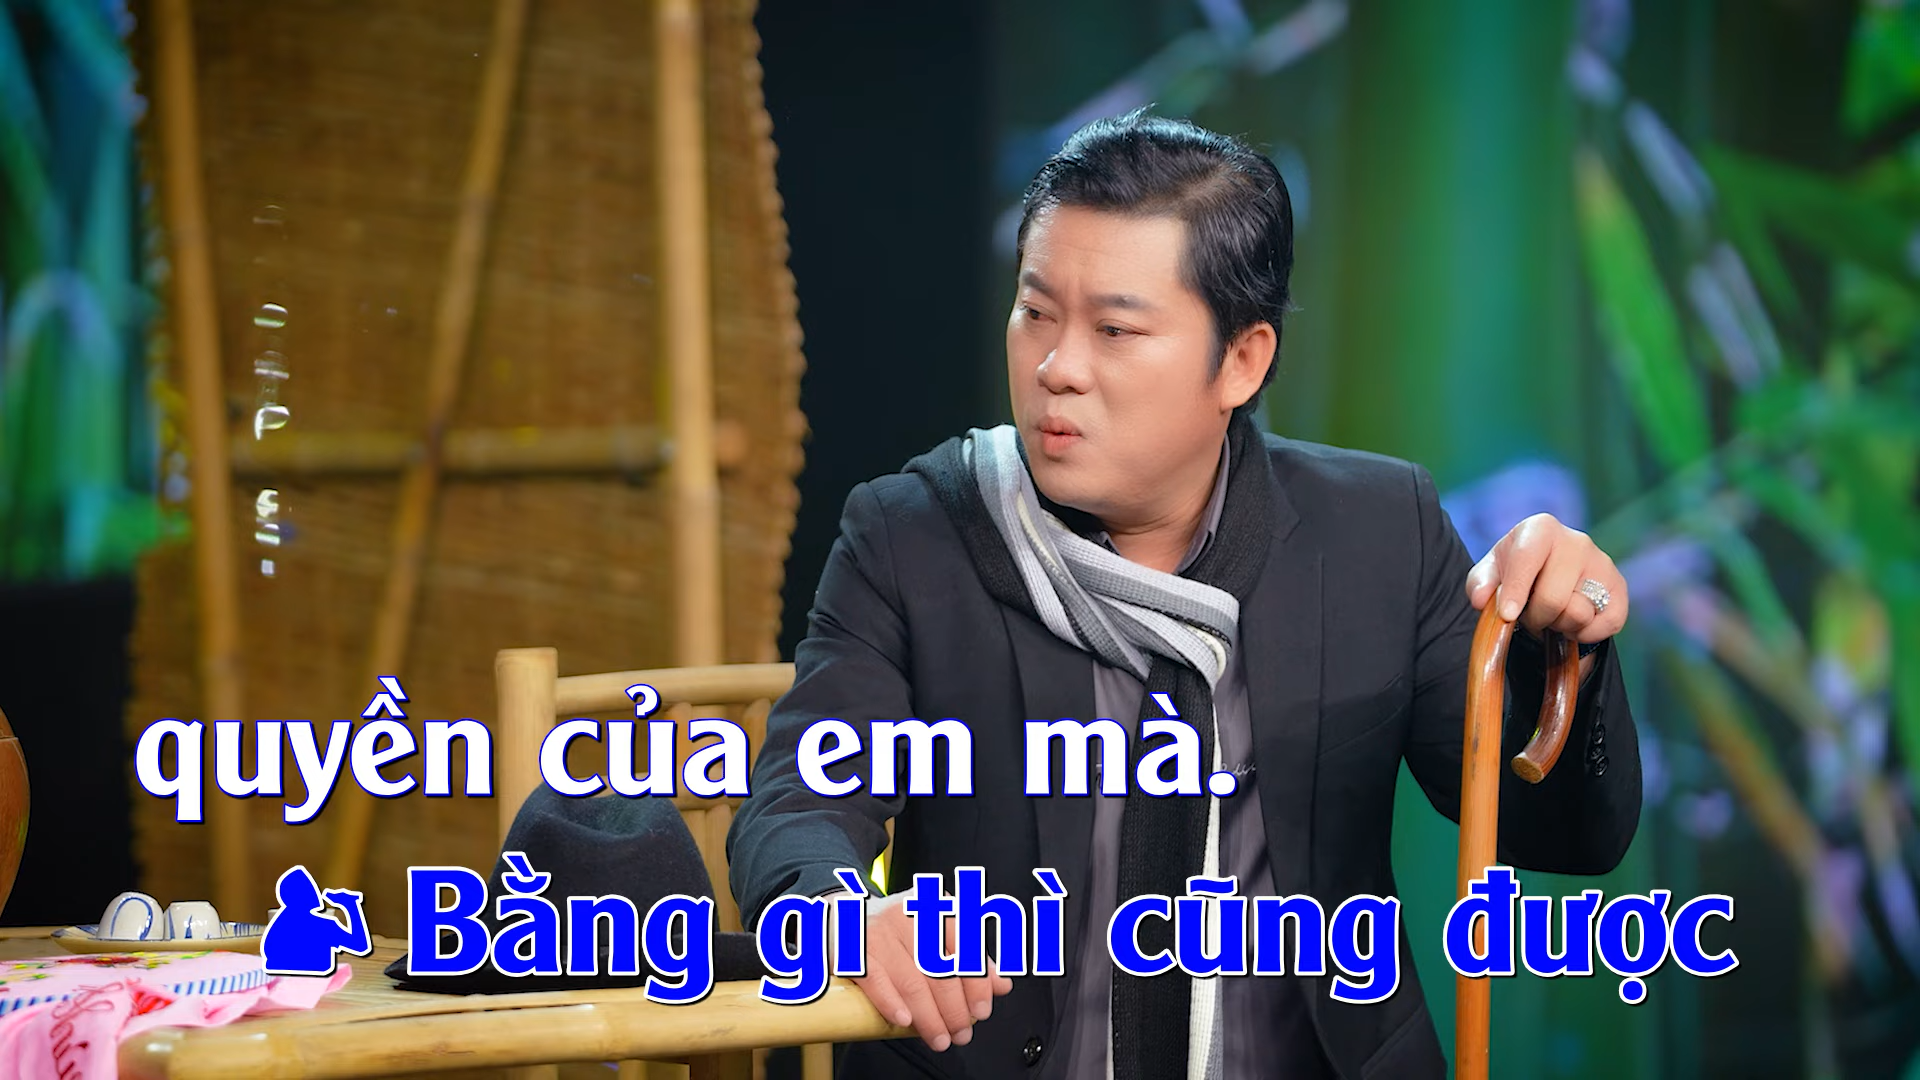 quyền của em mà.
Bằng gì thì cũng được